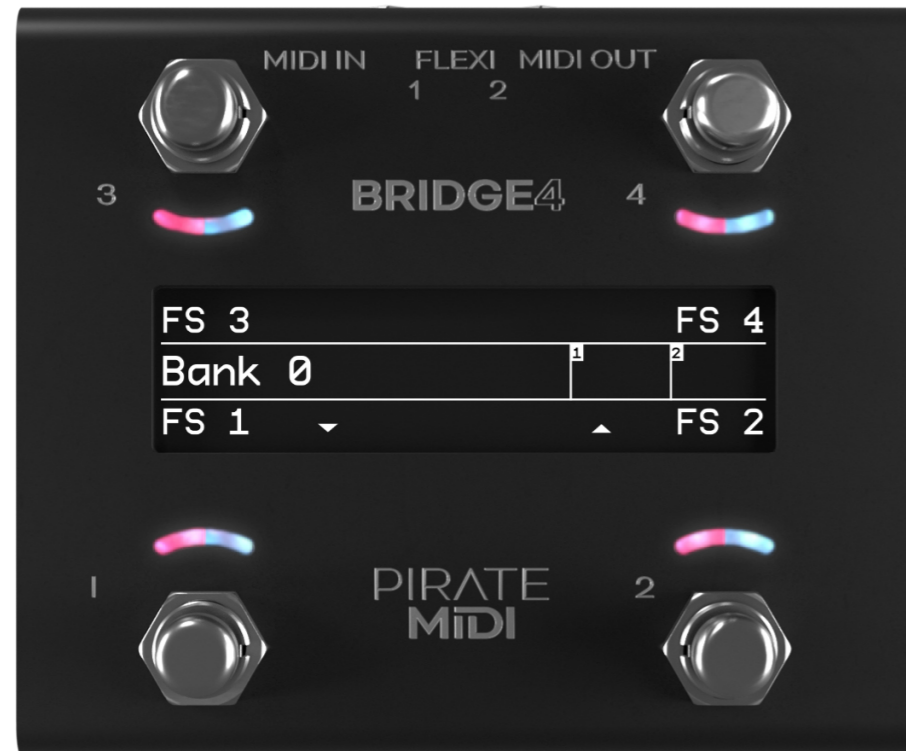 MIDI IN FLEXI MIDI OUT
1 2
3 BRIDGE4 4
FS 3 FS 4
Bank 0 1 2
FS 1 FS 2
1 PIRATE 2
MIDI